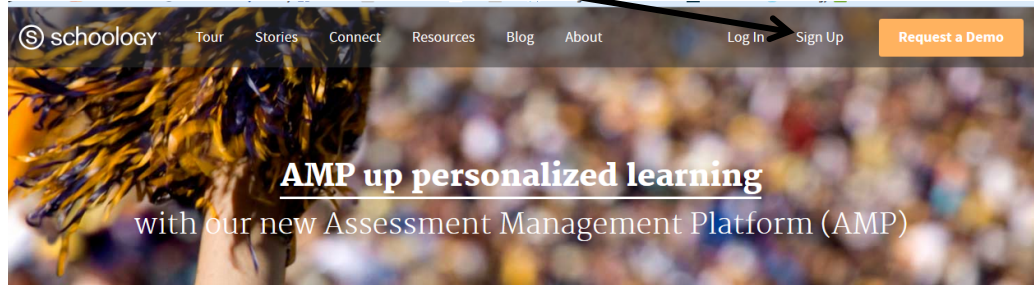 S schoology Tour Stories Connect Resources Blog About Log In Sign Up Request a Demo
AMP up personalized learning
with our new Assessment Management Platform (AMP)